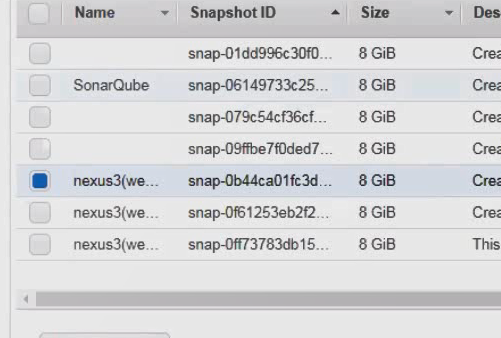 Name Snapshot ID Size Des
snap-01dd996c30f0... 8 GiB Crea
SonarQube snap-06149733c25... 8 GiB Crea
snap-079c54cf36cf... 8 GiB Crea
snap-09ffbe7f0ded7... 8 GiB Crea
nexus3(we... snap-0b44ca01fc3d... 8 GiB Crea
nexus3(we... snap-0f61253eb2f2... 8 GiB Crea
nexus3(we... snap-0ff73783db15... 8 GiB This